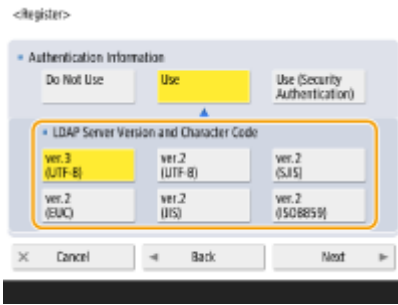 <Register>
Authentication Information
Do Not Use
Use
Use (Security
Authentication)
LDAP Server Version and Character Code
ver.3
(UTF-8)
ver.2
(UTF-8)
ver.2
(SJIS)
ver.2
(EUC)
ver.2
(JIS)
ver.2
(ISO8859)
Cancel
Back
Next